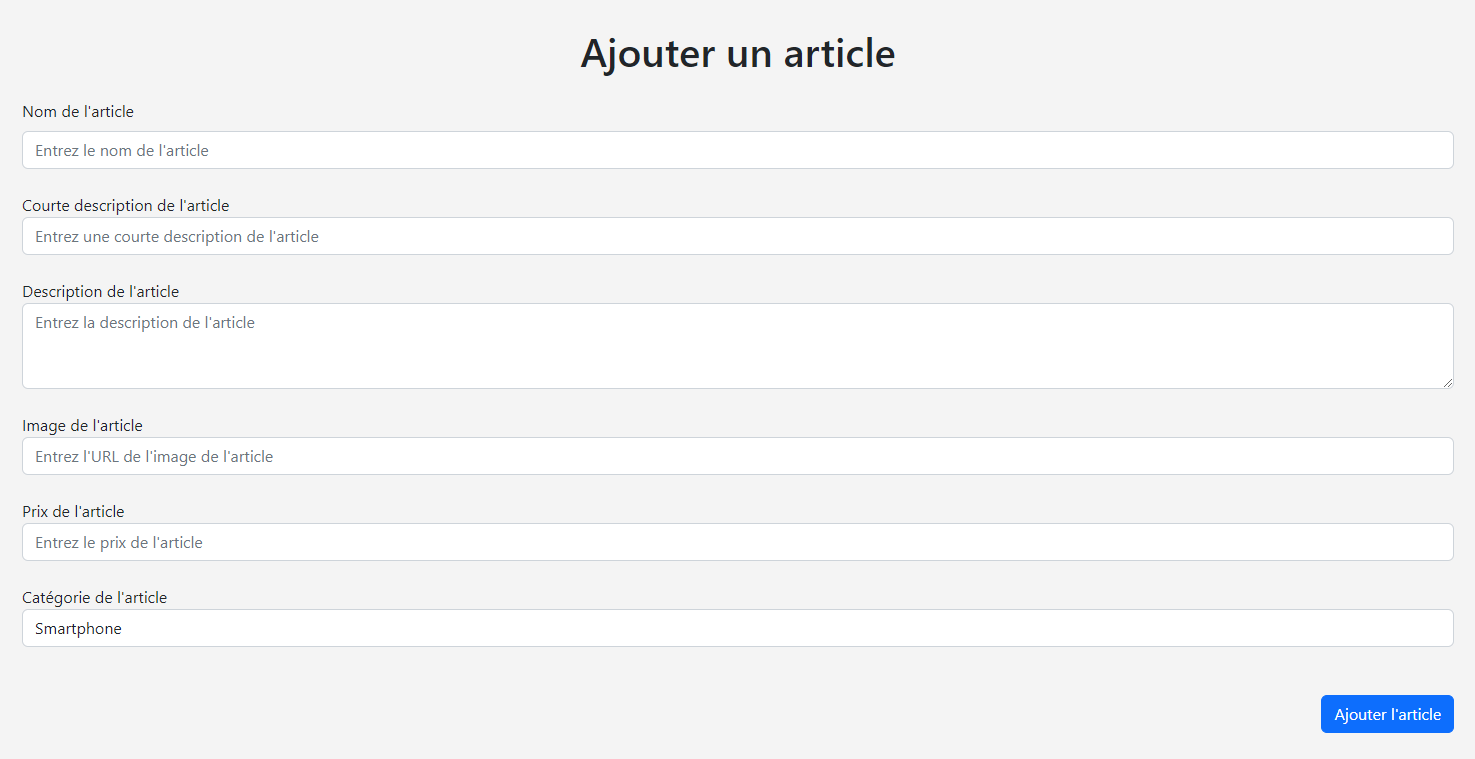 Ajouter un article
Nom de l'article
Entrez le nom de l'article
Courte description de l'article
Entrez une courte description de l'article
Description de l'article
Entrez la description de l'article
Image de l'article
Entrez l'URL de l'image de l'article
Prix de l'article
Entrez le prix de l'article
Catégorie de l'article
Smartphone
Ajouter l'article